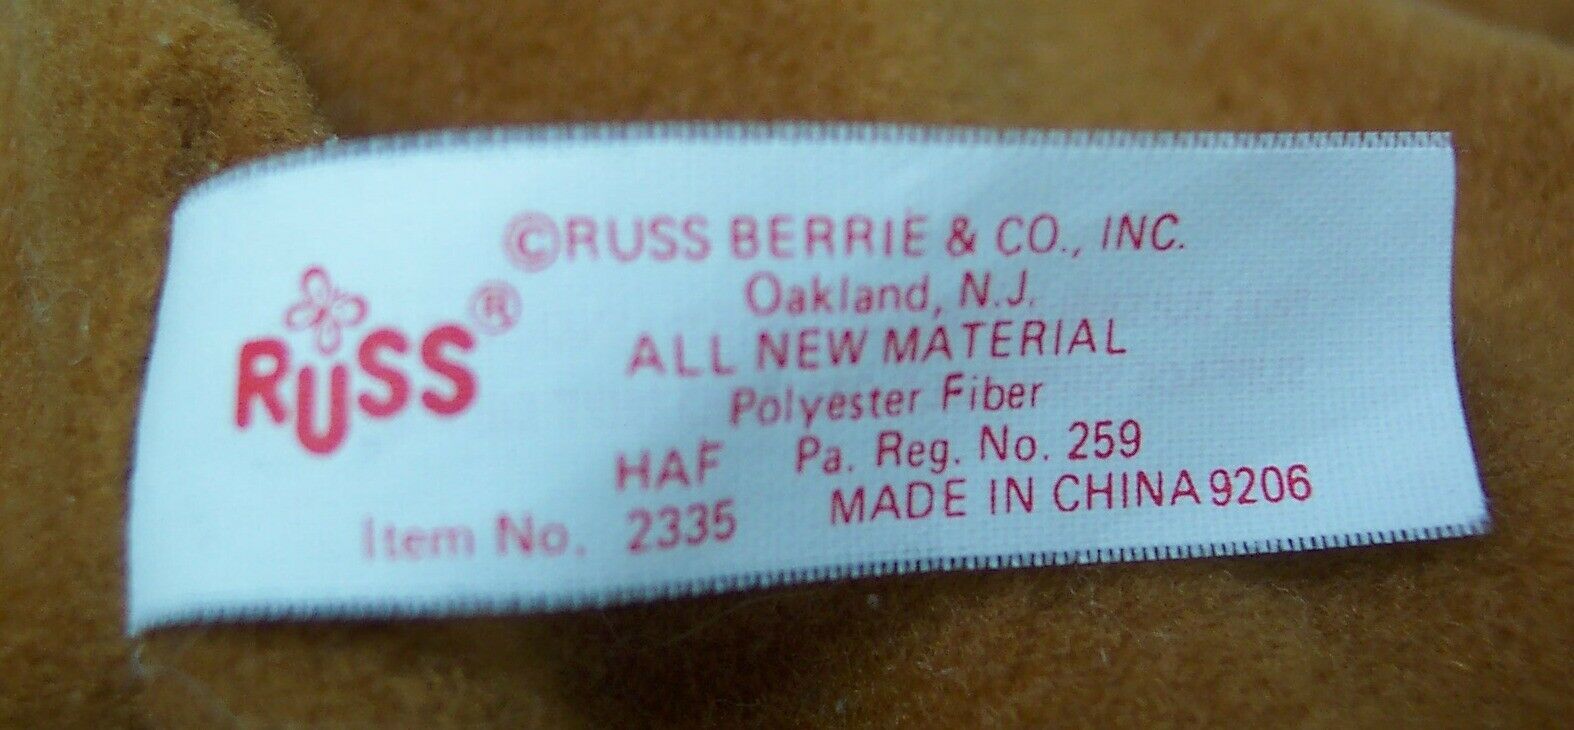 ©RUSS BERRIE & CO., INC.
Oakland, N.J.
RUSS®
ALL NEW MATERIAL
Polyester Fiber
HAF Pa. Reg. No. 259
Item No. 2335 MADE IN CHINA 9206